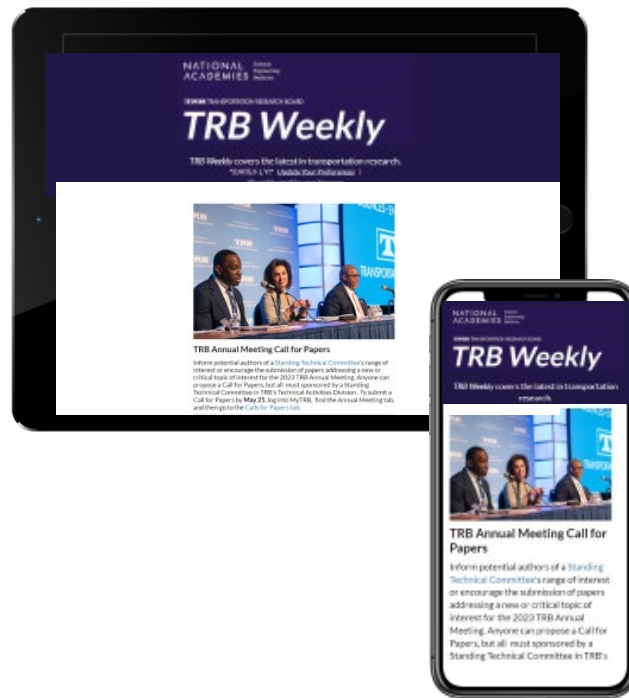 NATIONAL
ACADEMIES
Sciences
Engineering
Medicine
TRANSPORTATION RESEARCH BOARD
TRB Weekly
TRB Weekly covers the latest in transportation research.
Update Your Preferences |
SCIENCES • EN
TRANSPORTAT
TRB Annual Meeting Call for Papers
Inform potential authors of a Standing Technical Committee's range of
interest or encourage the submission of papers addressing a new or
critical topic of interest for the 2023 TRB Annual Meeting. Anyone can
propose a Call for Papers, but all must sponsored by a Standing
Technical Committee in TRB's Technical Activities Division. To submit a
Call for Papers by May 25, log into MyTRB, find the Annual Meeting tab,
and then go to the Calls for Papers tab.
NATIONAL
ACADEMIES
TRANSPORTATION RESEARCH BOARD
TRB Weekly
TRB Weekly covers the latest in transportation
research.
TRB Annual Meeting Call for
Papers
Inform potential authors of a Standing
Technical Committee's range of interest
or encourage the submission of papers
addressing a new or critical topic of
interest for the 2023 TRB Annual
Meeting. Anyone can propose a Call for
Papers, but all must sponsored by a
Standing Technical Committee in TRB's